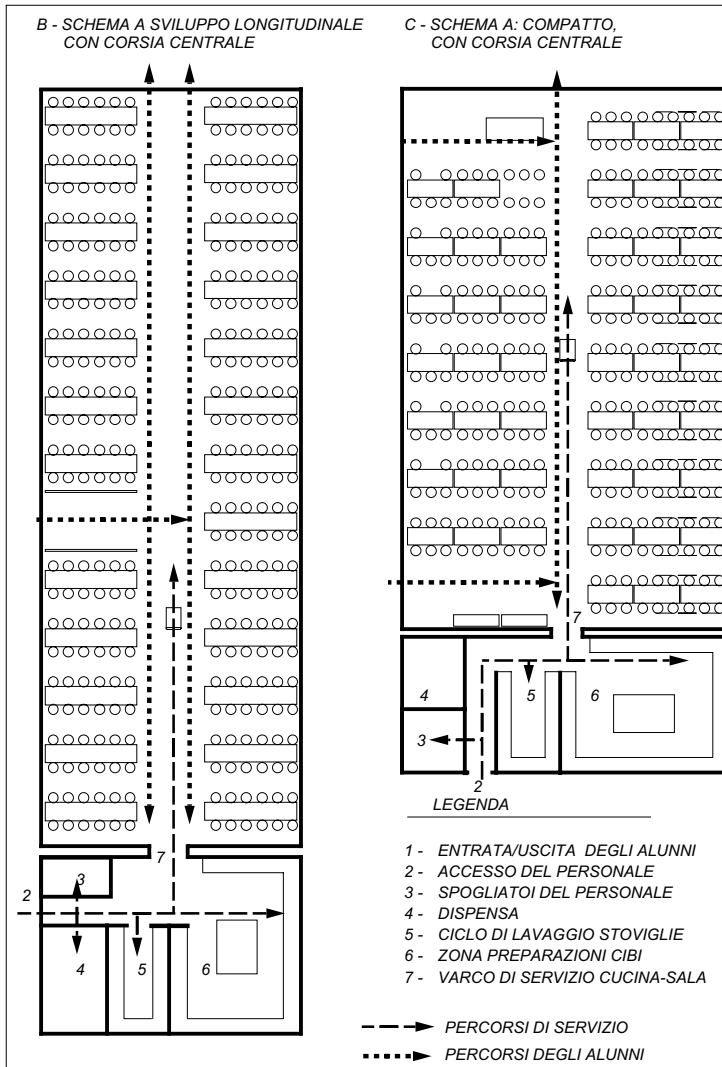 B - SCHEMA A SVILUPPO LONGITUDINALE
CON CORSIA CENTRALE
C - SCHEMA A: COMPATTO,
CON CORSIA CENTRALE
7
3
2
4
5
6
7
4
5
6
3
2
LEGENDA
1 - ENTRATA/USCITA DEGLI ALUNNI
2 - ACCESSO DEL PERSONALE
3 - SPOGLIATOI DEL PERSONALE
4 - DISPENSA
5 - CICLO DI LAVAGGIO STOVIGLIE
6 - ZONA PREPARAZIONI CIBI
7 - VARCO DI SERVIZIO CUCINA-SALA
PERCORSI DI SERVIZIO
PERCORSI DEGLI ALUNNI